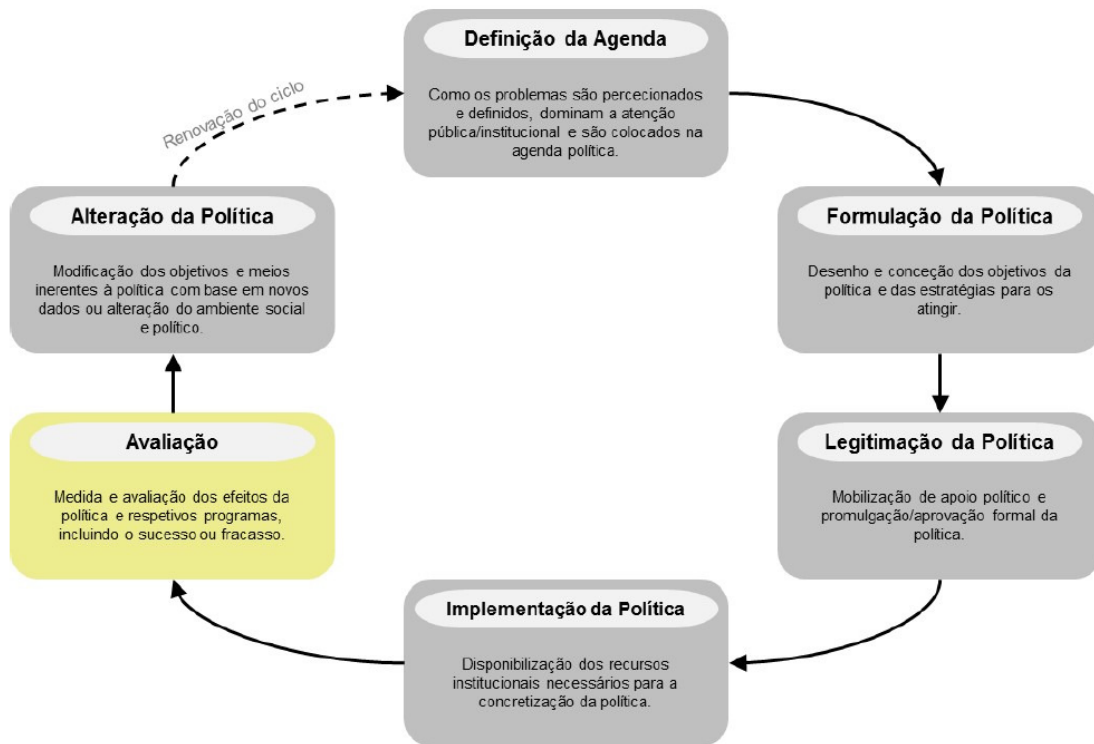 Definição da Agenda
Como os problemas são percecionados
e definidos, dominam a atenção
pública/institucional e são colocados na
agenda política.
Renovação do ciclo
Formulação da Política
Desenho e conceção dos objetivos da
política e das estratégias para os
atingir.
Legitimação da Política
Mobilização de apoio político e
promulgação/aprovação formal da
política.
Implementação da Política
Disponibilização dos recursos
institucionais necessários para a
concretização da política.
Avaliação
Medida e avaliação dos efeitos da
política e respetivos programas,
incluindo o sucesso ou fracasso.
Alteração da Política
Modificação dos objetivos e meios
inerentes à política com base em novos
dados ou alteração do ambiente social
e político.